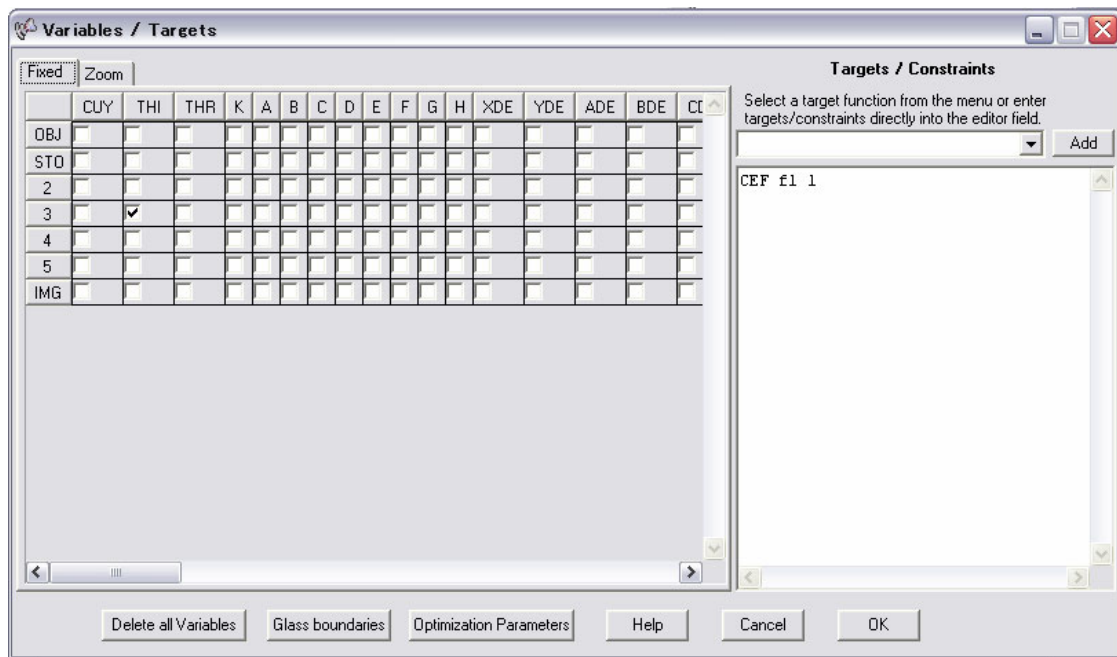 Variables / Targets
Fixed Zoom
Targets / Constraints
Select a target function from the menu or enter
targets/constraints directly into the editor field.
Add
CUY THI THR K A B C D E F G H XDE YDE ADE BDE
OBJ
STO
2
3
4
5
IMG
CEF fl 1
Delete all Variables Glass boundaries Optimization Parameters Help Cancel OK